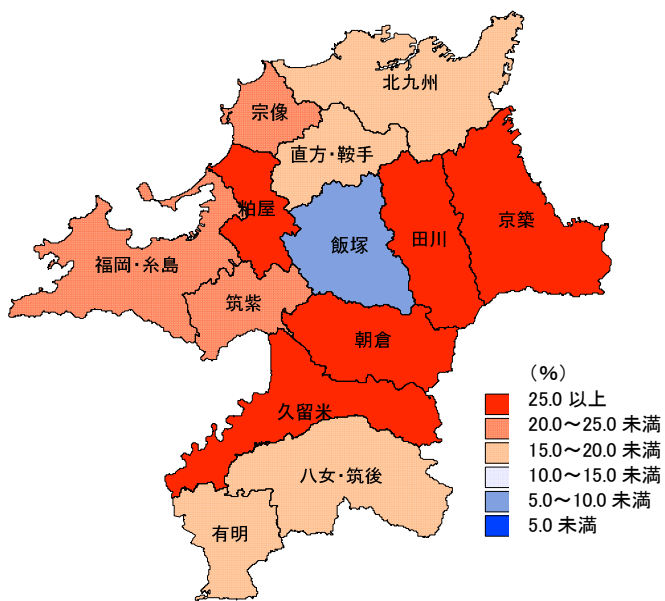 北九州
宗像
直方・鞍手
粕屋
飯塚
田川
京築
福岡・糸島
筑紫
朝倉
久留米
八女・筑後
有明
(%)
25.0 以上
20.0～25.0 未満
15.0～20.0 未満
10.0～15.0 未満
5.0～10.0 未満
5.0 未満